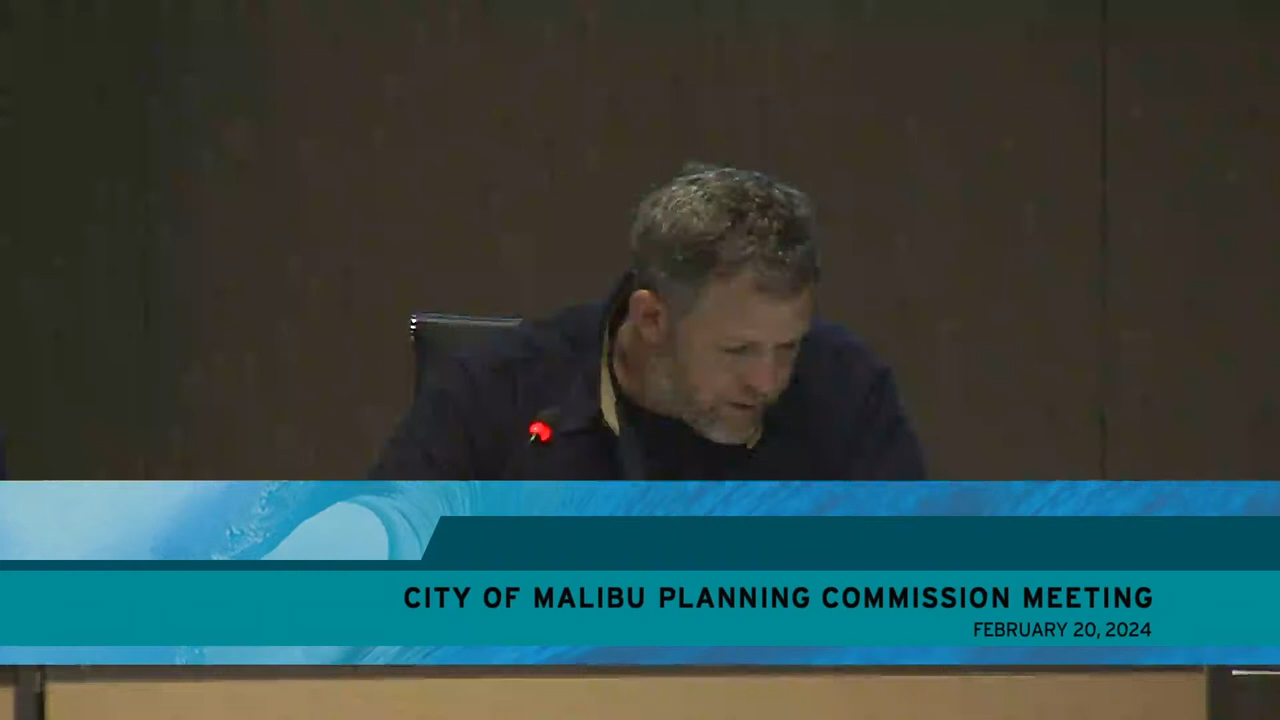 CITY OF MALIBU PLANNING COMMISSION MEETING
FEBRUARY 20, 2024